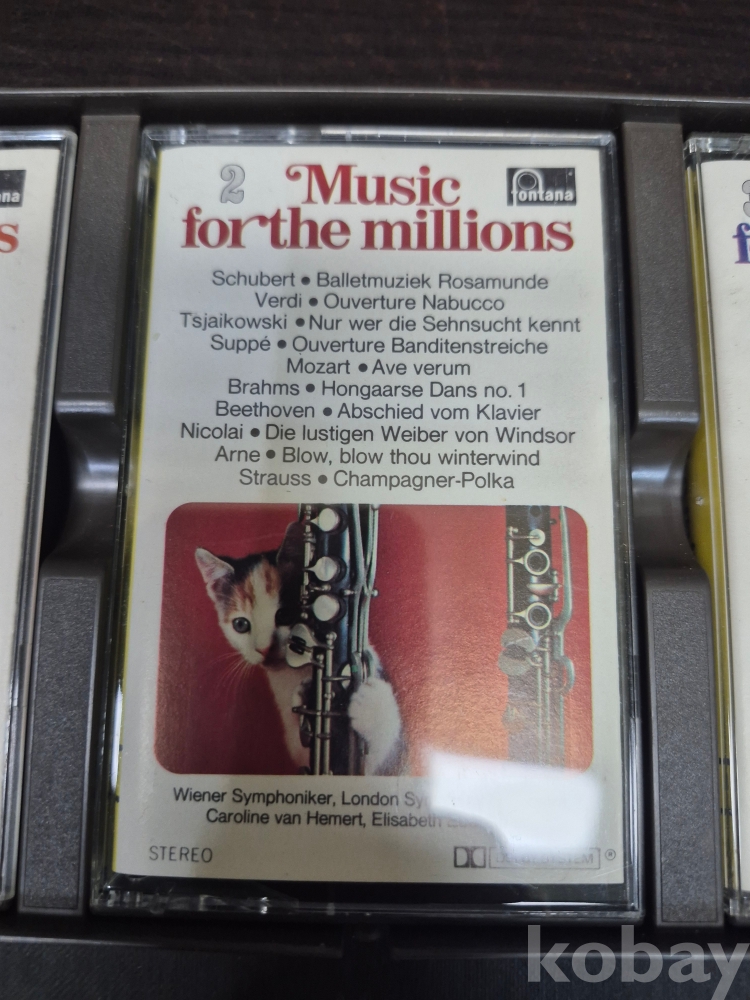 2 Music
fontana
for the millions
Schubert • Balletmuziek Rosamunde
Verdi • Ouverture Nabucco
Tsjaikowski • Nur wer die Sehnsucht kennt
Suppé • Ouverture Banditenstreiche
Mozart • Ave verum
Brahms • Hongaarse Dans no. 1
Beethoven • Abschied vom Klavier
Nicolai • Die lustigen Weiber von Windsor
Arne • Blow, blow thou winterwind
Strauss • Champagner-Polka
Wiener Symphoniker, London
Caroline van Hemert, Elisabeth
STEREO
SYSTEM ®
kobay